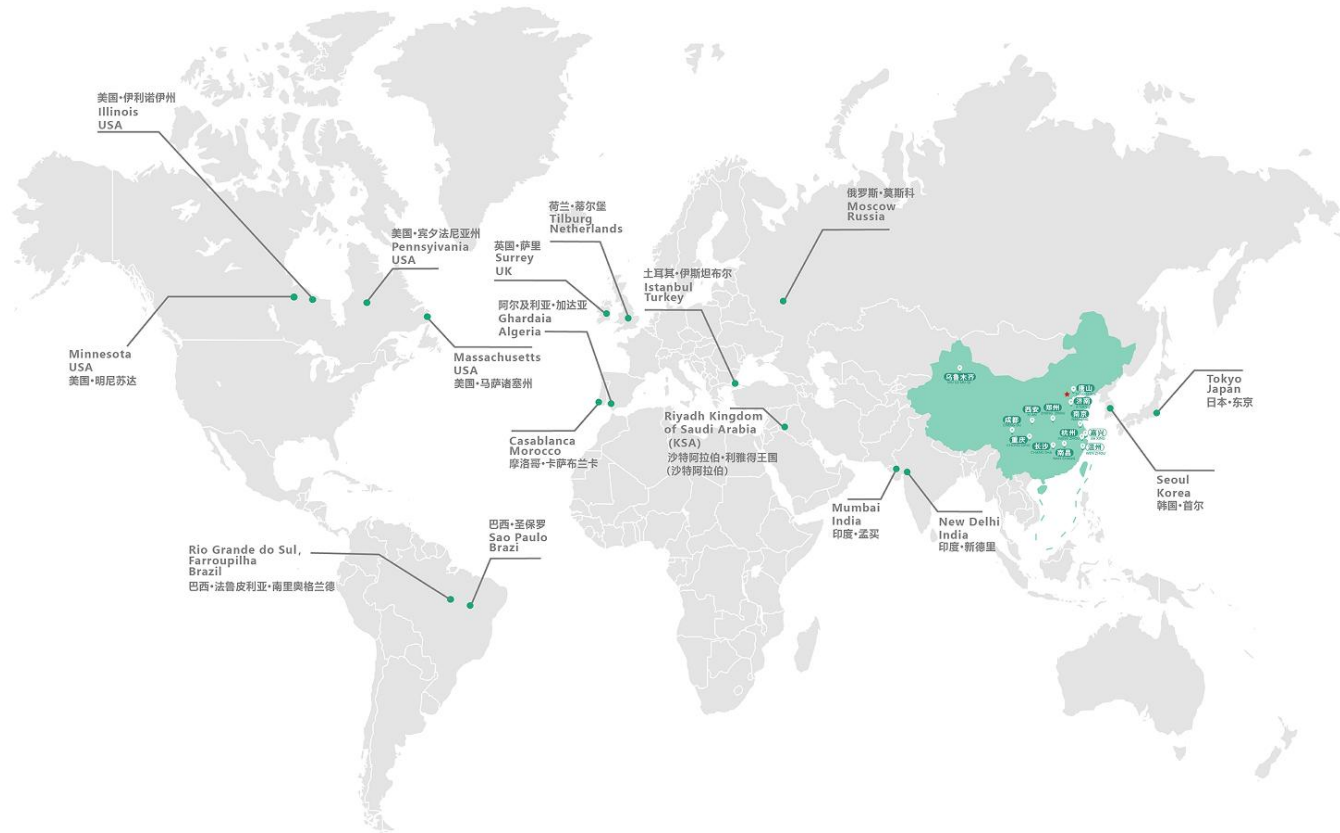 美国·伊利诺伊州
Illinois
USA
美国·宾夕法尼亚州
Pennsyivania
USA
荷兰·蒂尔堡
Tilburg
Netherlands
英国·萨里
Surrey
UK
俄罗斯·莫斯科
Moscow
Russia
土耳其·伊斯坦布尔
Istanbul
Turkey
阿尔及利亚·加达亚
Ghardaia
Algeria
Minnesota
USA
美国·明尼苏达
Massachusetts
USA
美国·马萨诸塞州
Casablanca
Morocco
摩洛哥·卡萨布兰卡
Riyadh Kingdom
of Saudi Arabia
(KSA)
沙特阿拉伯·利雅得王国
(沙特阿拉伯)
乌鲁木齐
唐山
济南
郑州
西安
南京
成都
杭州
嘉兴
重庆
长沙
温州
南昌
Tokyo
Japan
日本·东京
Seoul
Korea
韩国·首尔
Mumbai
India
印度·孟买
New Delhi
India
印度·新德里
巴西·圣保罗
Sao Paulo
Brazi
Rio Grande do Sul,
Farroupilha
Brazil
巴西·法鲁皮利亚·南里奥格兰德